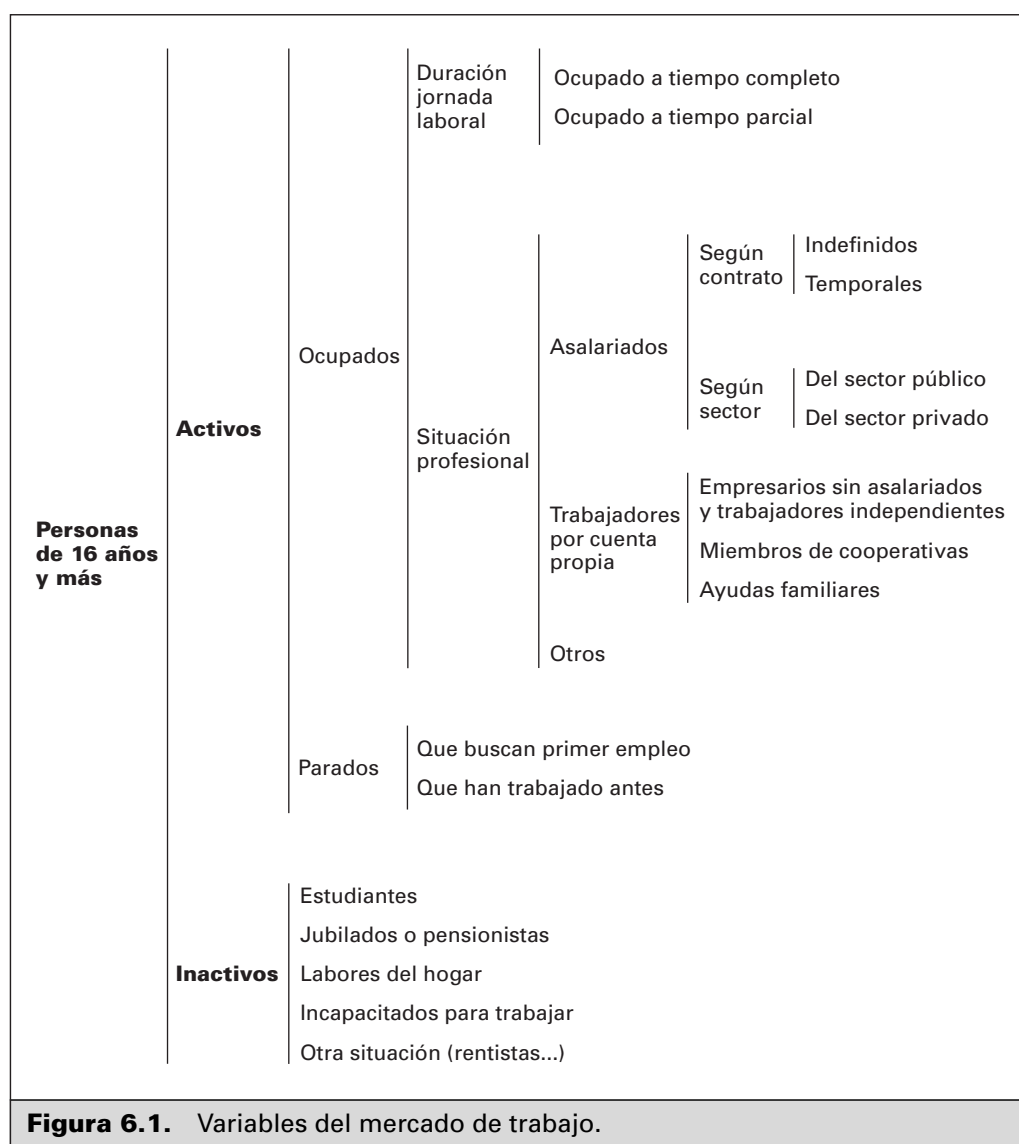 Personas
de 16 años
y más
Activos
Ocupados
Duración
jornada
laboral
Ocupado a tiempo completo
Ocupado a tiempo parcial
Situación
profesional
Asalariados
Según
contrato
Indefinidos
Temporales
Según
sector
Del sector público
Del sector privado
Trabajadores
por cuenta
propia
Empresarios sin asalariados
y trabajadores independientes
Miembros de cooperativas
Ayudas familiares
Otros
Parados
Que buscan primer empleo
Que han trabajado antes
Inactivos
Estudiantes
Jubilados o pensionistas
Labores del hogar
Incapacitados para trabajar
Otra situación (rentistas...)
Figura 6.1. Variables del mercado de trabajo.